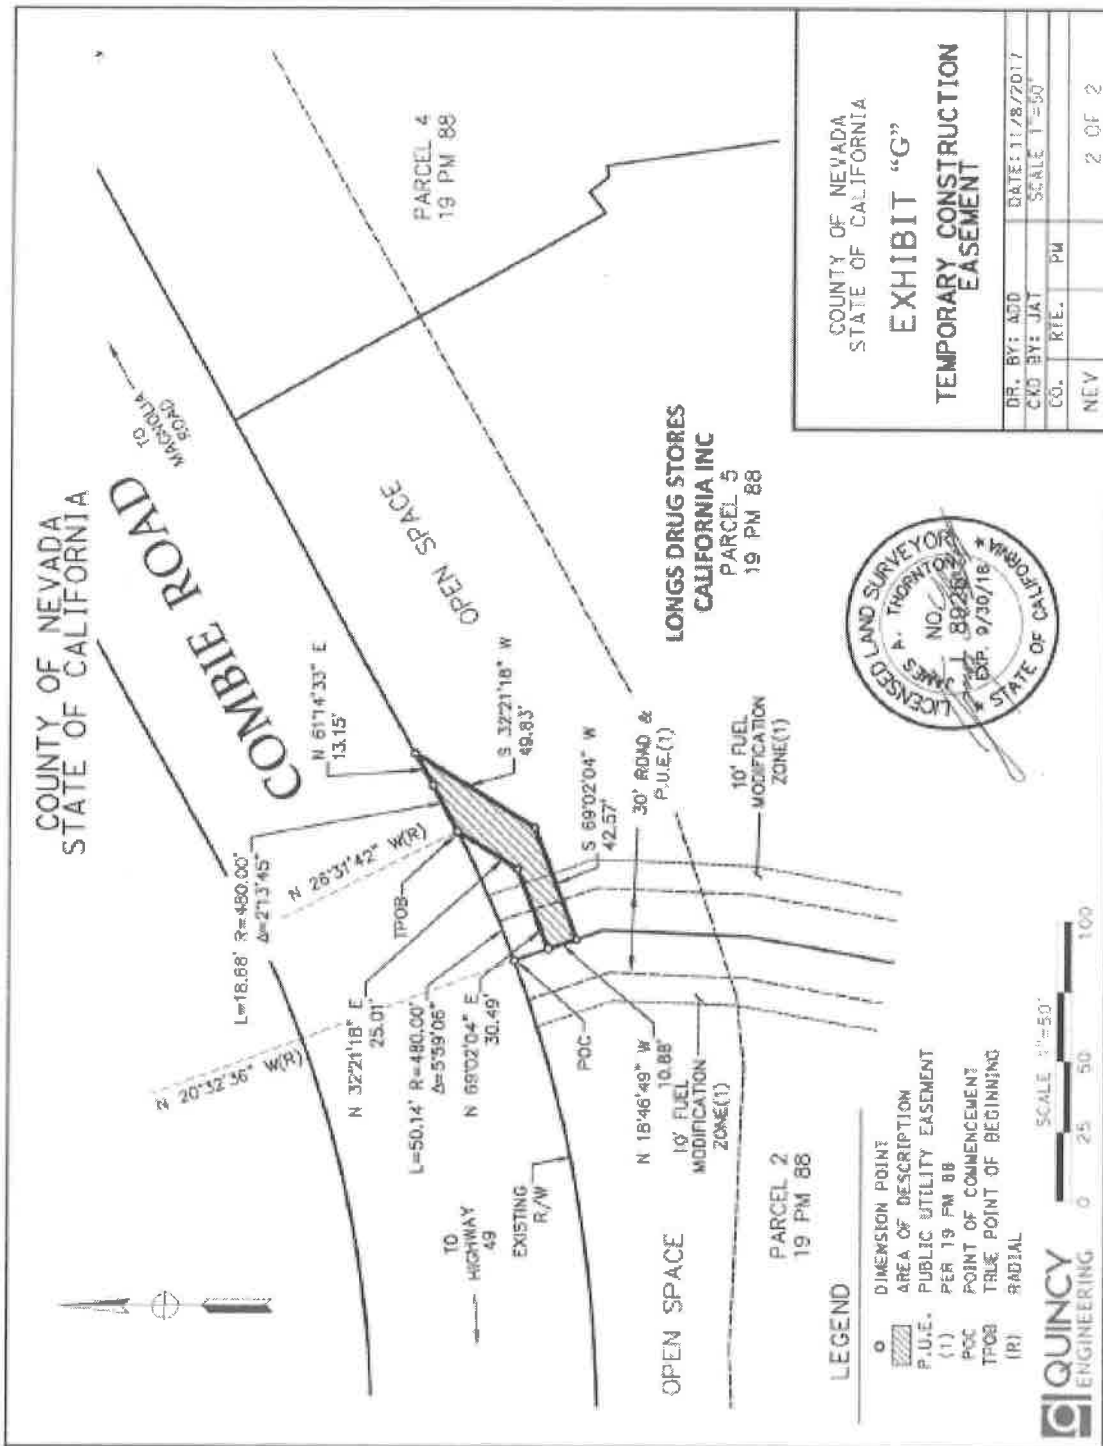 COUNTY OF NEVADA
STATE OF CALIFORNIA
COMBIE ROAD
TO
MAGNOLIA
ROAD
PARCEL 4
19 PM 88
OPEN SPACE
N 61°14'33" E
13.15'
S 32°21'18" W
49.83'
L=18.68' R=480.00'
Δ=2°13'45"
N 26°31'42" W(R)
TPOB
N 20°32'36" W(R)
N 32°21'18" E
25.01'
L=50.14' R=480.00'
Δ=5°59'06"
N 69°02'04" E
30.49'
S 69°02'04" W
42.57'
30' ROAD &
P.U.E.(1)
10' FUEL
MODIFICATION
ZONE(1)
LONGS DRUG STORES
CALIFORNIA INC
PARCEL 5
19 PM 88
TO
HIGHWAY
49
EXISTING
R/W
POC
N 18°46'49" W
10.88'
10' FUEL
MODIFICATION
ZONE(1)
OPEN SPACE
PARCEL 2
19 PM 88
LEGEND
DIMENSION POINT
AREA OF DESCRIPTION
P.U.E. PUBLIC UTILITY EASEMENT
(1) PER 19 PM 88
POC POINT OF COMMENCEMENT
TPOB TRUE POINT OF BEGINNING
(R) RADIAL
QUINCY
ENGINEERING
SCALE 1"=50'
0 25 50 100
LICENSED LAND SURVEYOR
JAMES A. THORNTON
NO.
EXP. 9/30/18
STATE OF CALIFORNIA
COUNTY OF NEVADA
STATE OF CALIFORNIA
EXHIBIT "G"
TEMPORARY CONSTRUCTION
EASEMENT
DR. BY: ADD DATE: 11/8/2017
CKD BY: JAT SCALE 1"=50'
CO. RTE. PM
NEV 2 OF 2